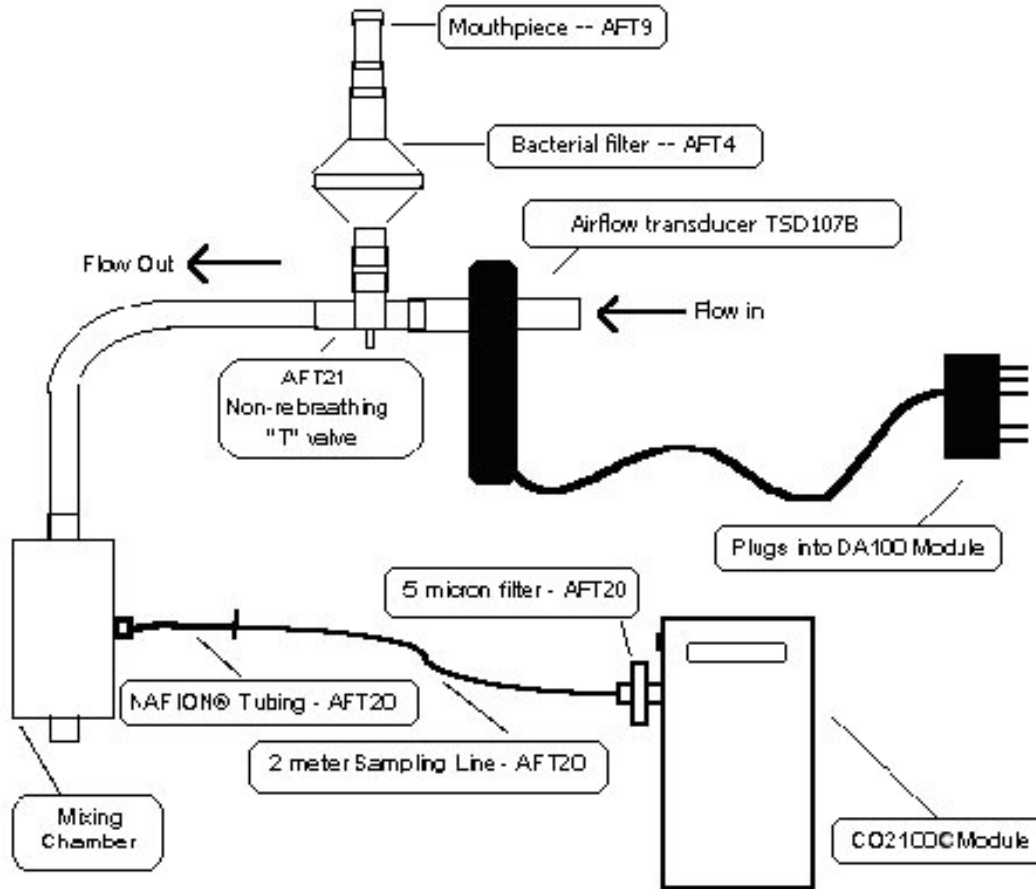 Mouthpiece -- AFT9
Bacterial filter -- AFT4
Airflow transducer TSD107B
Flow Out
Flow in
AFT21
Non-rebreathing
"T" valve
Plugs into DA100 Module
5 micron filter - AFT20
NAFION® Tubing - AFT20
2 meter Sampling Line - AFT20
Mixing
Chamber
CO2100C Module